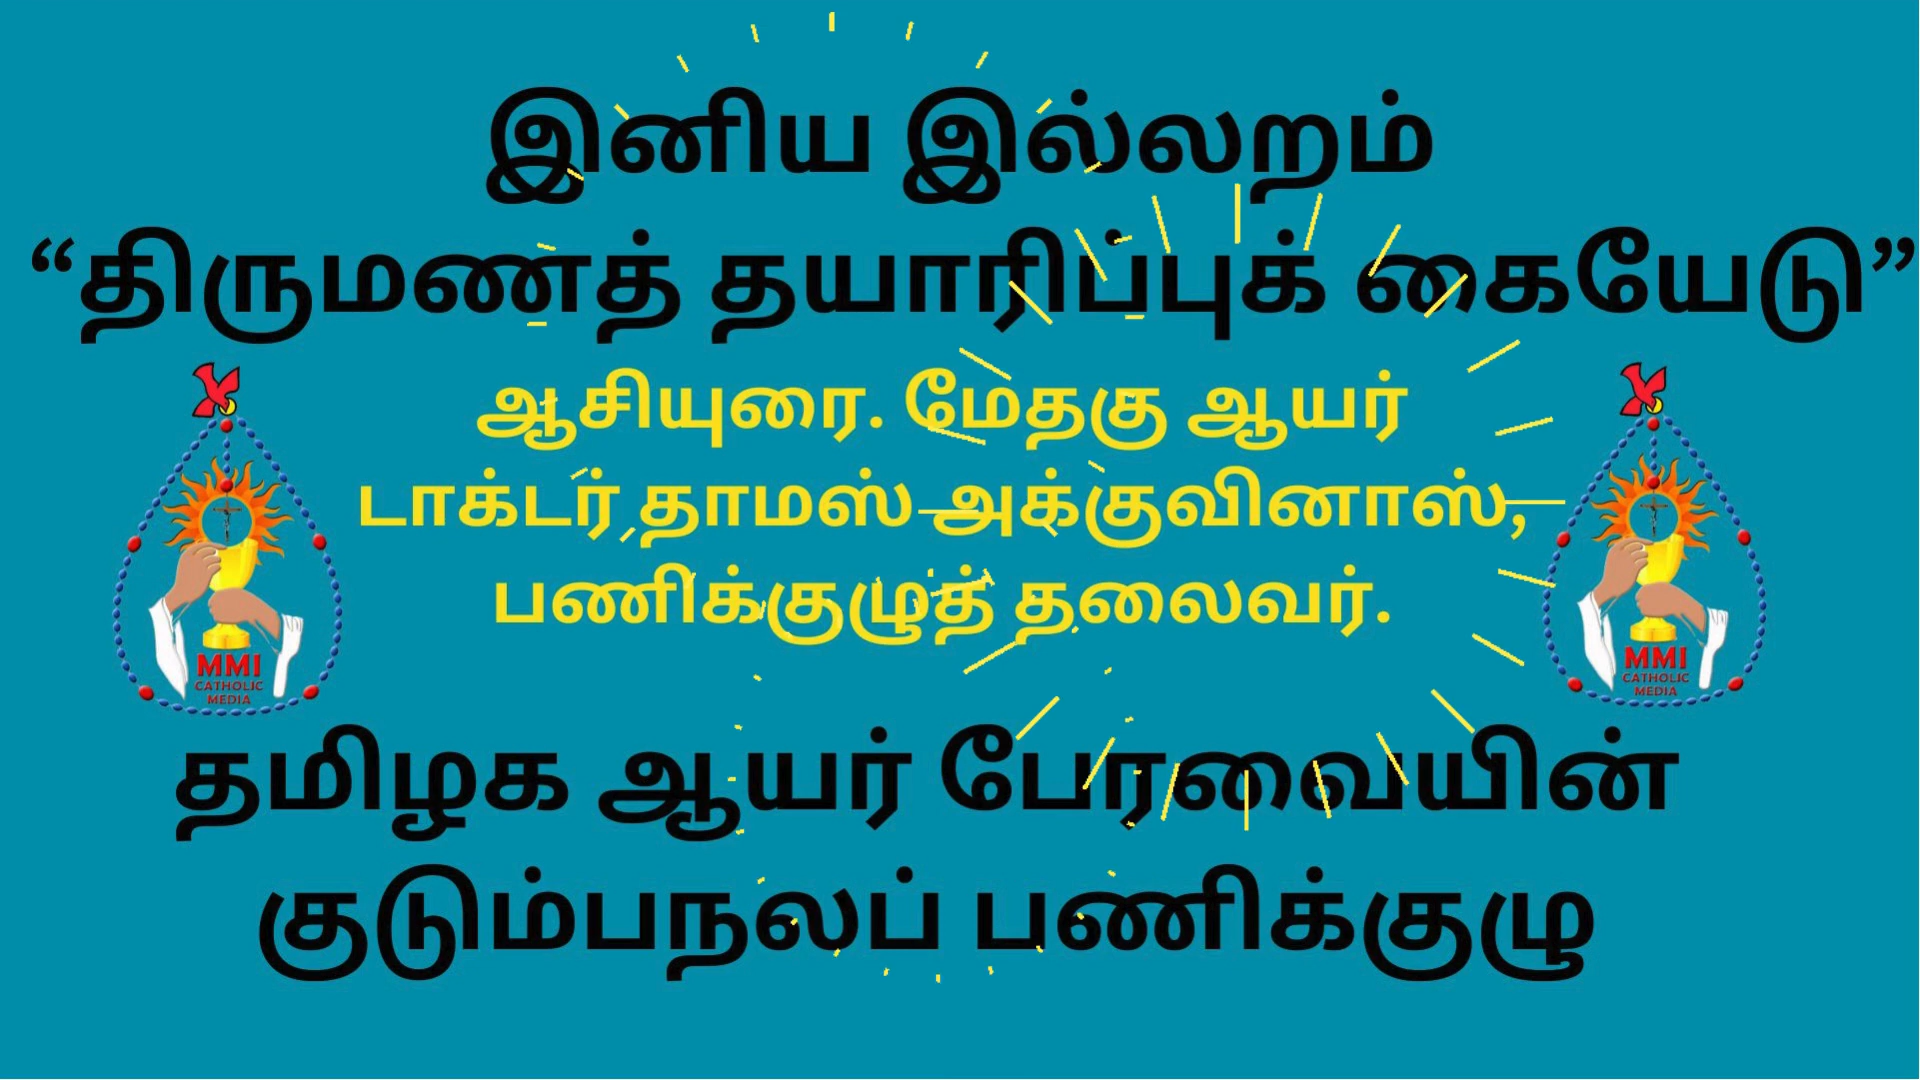 இனிய இல்லறம்
“திருமணத் தயாரிப்புக் கையேடு”
ஆசியுரை. மேதகு ஆயர்
டாக்டர் தாமஸ் அக்குவினாஸ்,
பணிக்குழுத் தலைவர்.
MMI
CATHOLIC
MEDIA
MMI
CATHOLIC
MEDIA
தமிழக ஆயர் பேரவையின்
குடும்பநலப் பணிக்குழு